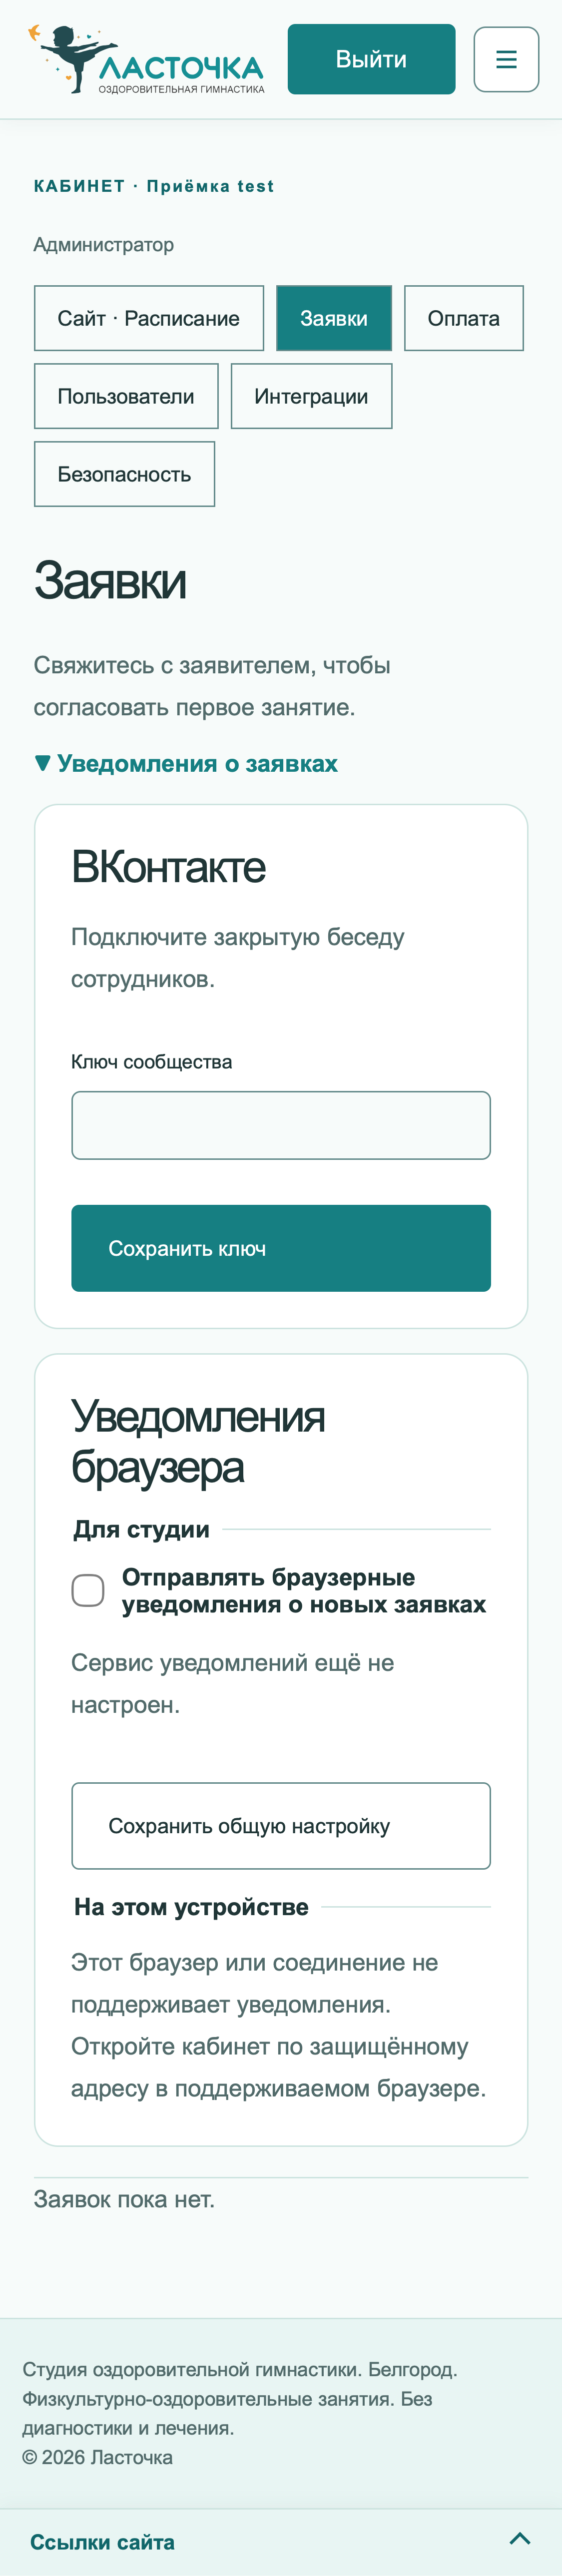 ЛАСТОЧКА
ОЗДОРОВИТЕЛЬНАЯ ГИМНАСТИКА
Выйти
КАБИНЕТ · Приёмка test
Администратор
Сайт · Расписание
Заявки
Оплата
Пользователи
Интеграции
Безопасность
Заявки
Свяжитесь с заявителем, чтобы
согласовать первое занятие.
▼ Уведомления о заявках
ВКонтакте
Подключите закрытую беседу
сотрудников.
Ключ сообщества
Сохранить ключ
Уведомления
браузера
Для студии
Отправлять браузерные
уведомления о новых заявках
Сервис уведомлений ещё не
настроен.
Сохранить общую настройку
На этом устройстве
Этот браузер или соединение не
поддерживает уведомления.
Откройте кабинет по защищённому
адресу в поддерживаемом браузере.
Заявок пока нет.
Студия оздоровительной гимнастики. Белгород.
Физкультурно-оздоровительные занятия. Без
диагностики и лечения.
© 2026 Ласточка
Ссылки сайта